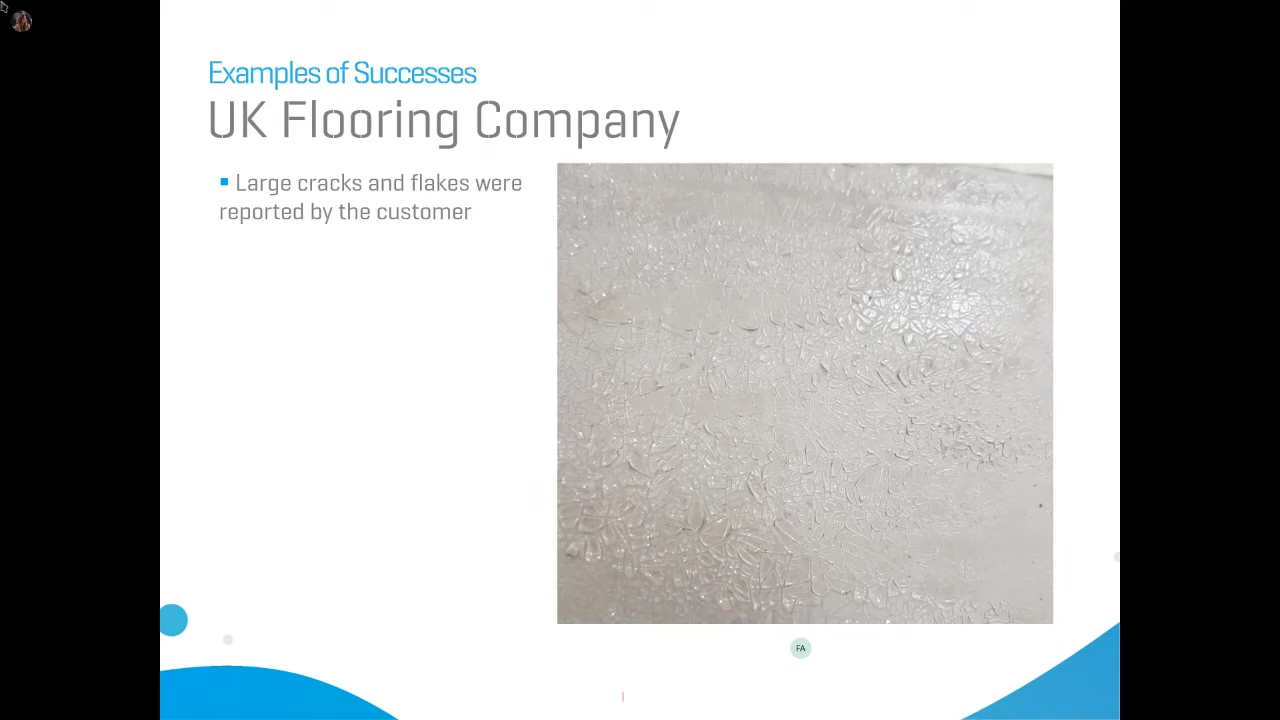 Examples of Successes
UK Flooring Company
▪ Large cracks and flakes were
reported by the customer
FA